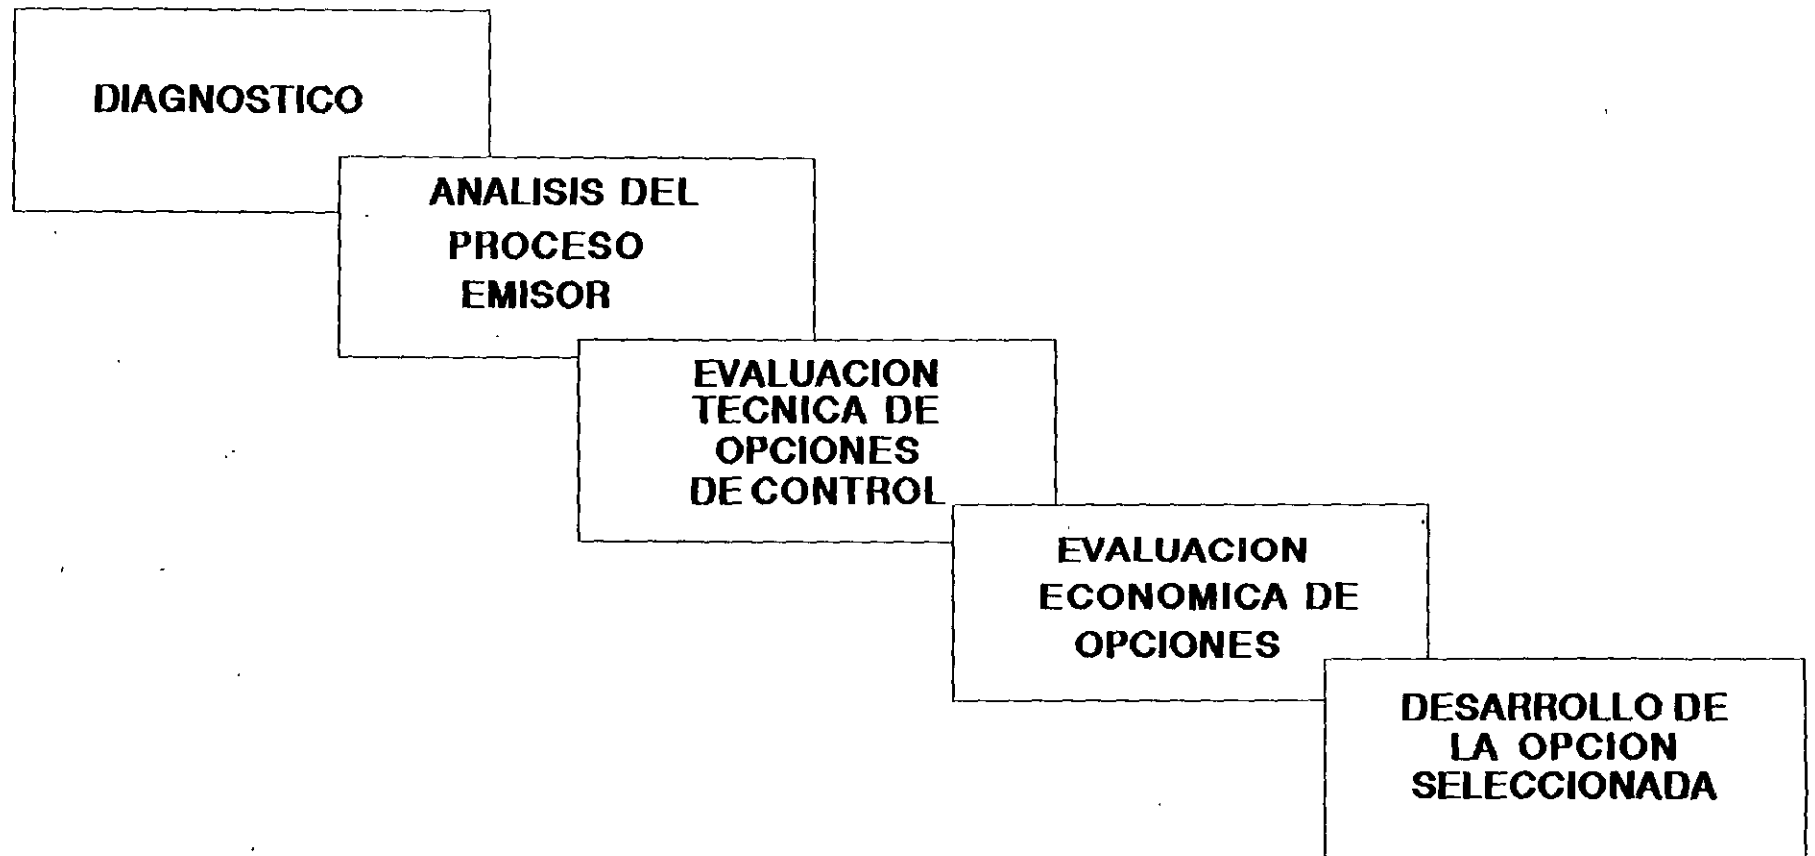 DIAGNOSTICO
ANALISIS DEL
PROCESO
EMISOR
EVALUACION
TECNICA DE
OPCIONES
DE CONTROL
EVALUACION
ECONOMICA DE
OPCIONES
DESARROLLO DE
LA OPCION
SELECCIONADA